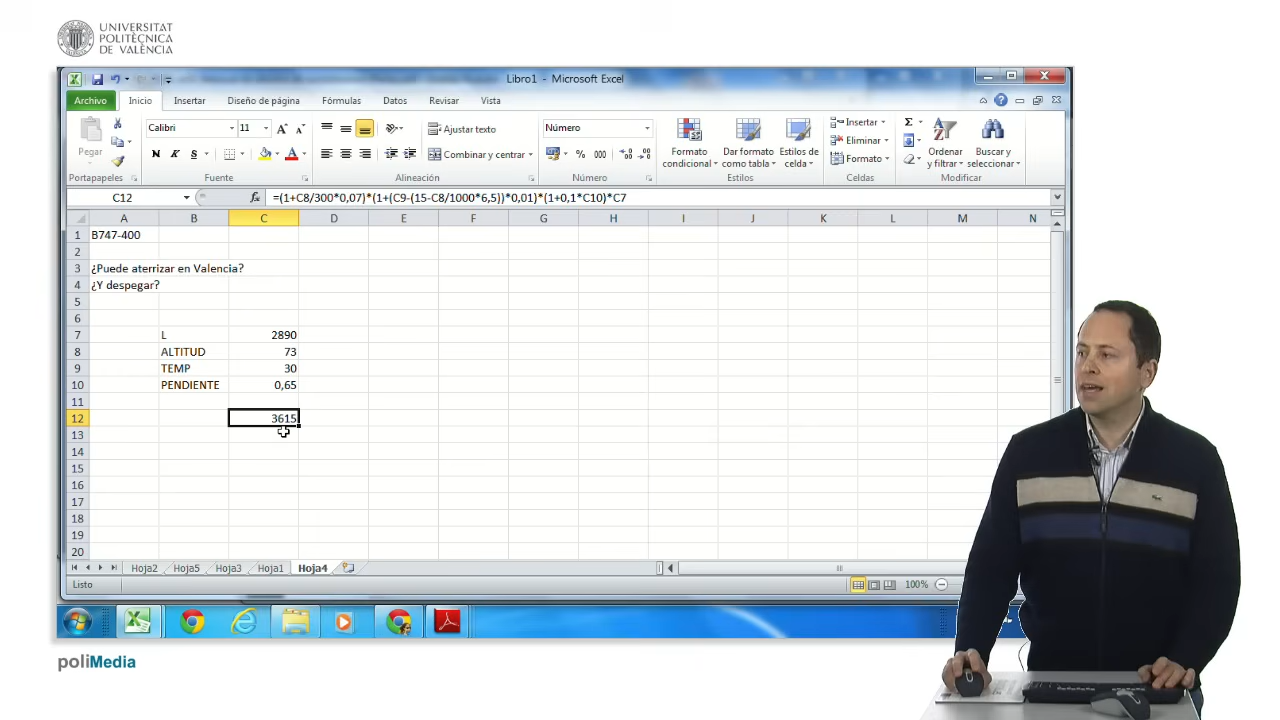 UNIVERSITAT
POLITÈCNICA
DE VALÈNCIA
Libro1 - Microsoft Excel
Archivo Inicio Insertar Diseño de página Fórmulas Datos Revisar Vista
Calibri 11 Ajustar texto Número Insertar
Pegar N K S Combinar y centrar % 000 Formato condicional Dar formato como tabla Estilos de celda Eliminar Formato Ordenar y filtrar Buscar y seleccionar
Portapapeles Fuente Alineación Número Estilos Celdas Modificar
C12 fx =(1+C8/300*0,07)*(1+(C9-(15-C8/1000*6,5))*0,01)*(1+0,1*C10)*C7
A B C D E F G H I J K L M N
1 B747-400
2
3 ¿Puede aterrizar en Valencia?
4 ¿Y despegar?
5
6
7 L 2890
8 ALTITUD 73
9 TEMP 30
10 PENDIENTE 0,65
11
12 3615
13
14
15
16
17
18
19
20
Hoja2 Hoja5 Hoja3 Hoja1 Hoja4
Listo 100%
poliMedia